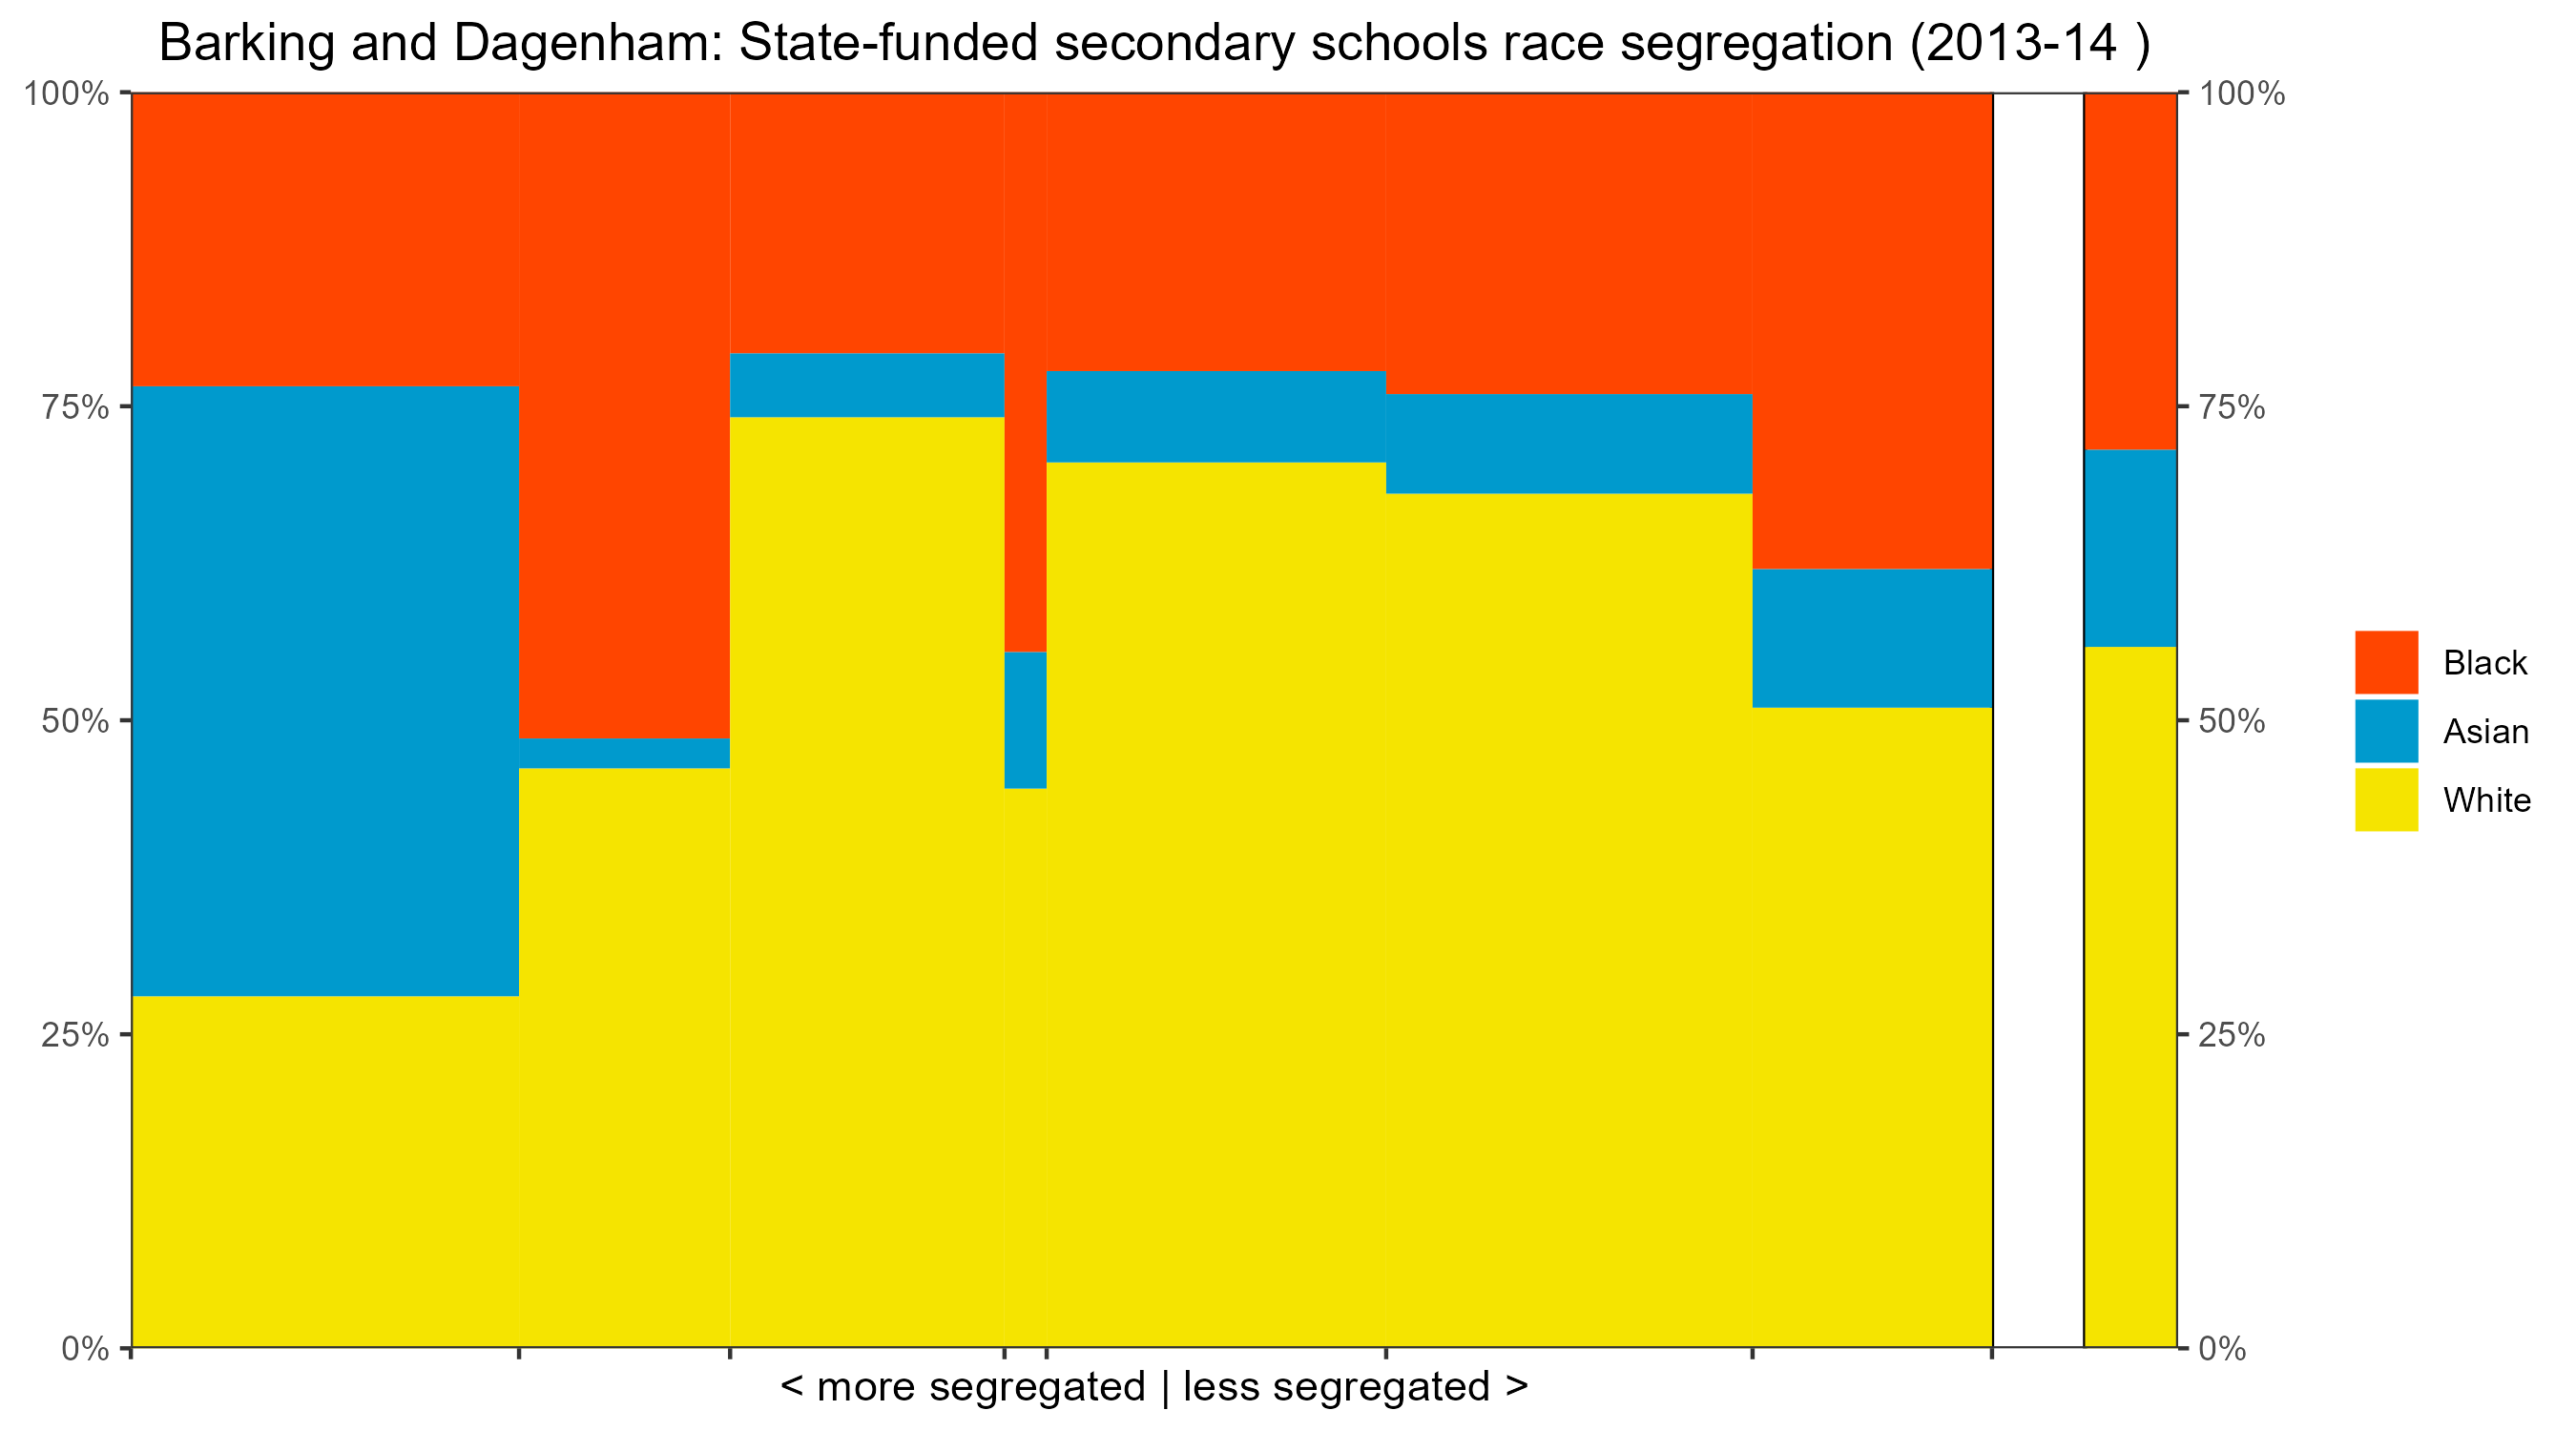 Barking and Dagenham: State-funded secondary schools race segregation (2013-14 )
100%
75%
50%
25%
0%
100%
75%
50%
25%
0%
Black
Asian
White
< more segregated | less segregated >